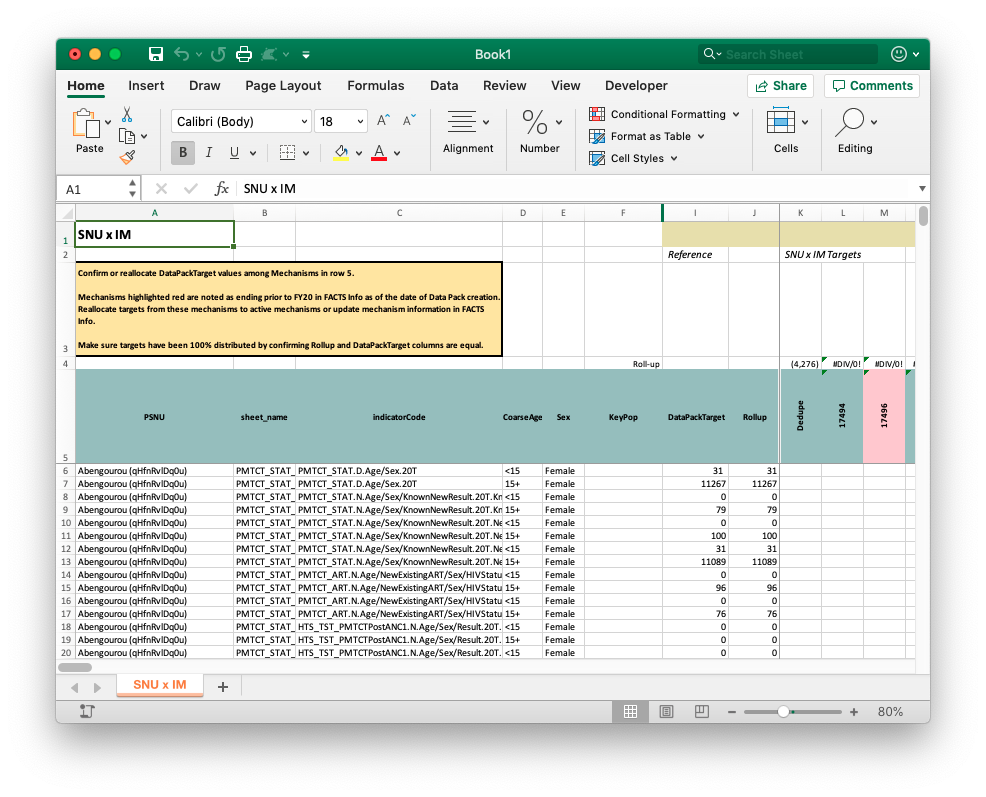 Book1
Search Sheet
Home Insert Draw Page Layout Formulas Data Review View Developer Share Comments
Paste
Calibri (Body) 18 A^ A˅
B I U A
Alignment
%
Number
Conditional Formatting
Format as Table
Cell Styles
Cells
Editing
A1 fx SNU x IM
A B C D E F I J K L M
1 SNU x IM
2 Reference SNU x IM Targets
Confirm or reallocate DataPackTarget values among Mechanisms in row 5.
Mechanisms highlighted red are noted as ending prior to FY20 in FACTS Info as of the date of Data Pack creation.
Reallocate targets from these mechanisms to active mechanisms or update mechanism information in FACTS
Info.
Make sure targets have been 100% distributed by confirming Rollup and DataPackTarget columns are equal.
3
4 Roll-up (4,276) #DIV/0! #DIV/0! #
PSNU sheet_name indicatorCode CoarseAge Sex KeyPop DataPackTarget Rollup Dedupe 17494 17496
5
6 Abengourou (qHfnRvlDq0u) PMTCT_STAT_ PMTCT_STAT.D.Age/Sex.20T <15 Female 31 31
7 Abengourou (qHfnRvlDq0u) PMTCT_STAT_ PMTCT_STAT.D.Age/Sex.20T 15+ Female 11267 11267
8 Abengourou (qHfnRvlDq0u) PMTCT_STAT_ PMTCT_STAT.N.Age/Sex/KnownNewResult.20T.Kn <15 Female 0 0
9 Abengourou (qHfnRvlDq0u) PMTCT_STAT_ PMTCT_STAT.N.Age/Sex/KnownNewResult.20T.Kn 15+ Female 79 79
10 Abengourou (qHfnRvlDq0u) PMTCT_STAT_ PMTCT_STAT.N.Age/Sex/KnownNewResult.20T.Ne <15 Female 0 0
11 Abengourou (qHfnRvlDq0u) PMTCT_STAT_ PMTCT_STAT.N.Age/Sex/KnownNewResult.20T.Ne 15+ Female 100 100
12 Abengourou (qHfnRvlDq0u) PMTCT_STAT_ PMTCT_STAT.N.Age/Sex/KnownNewResult.20T.Ne <15 Female 31 31
13 Abengourou (qHfnRvlDq0u) PMTCT_STAT_ PMTCT_STAT.N.Age/Sex/KnownNewResult.20T.Ne 15+ Female 11089 11089
14 Abengourou (qHfnRvlDq0u) PMTCT_STAT_ PMTCT_ART.N.Age/NewExistingART/Sex/HIVStatu <15 Female 0 0
15 Abengourou (qHfnRvlDq0u) PMTCT_STAT_ PMTCT_ART.N.Age/NewExistingART/Sex/HIVStatu 15+ Female 96 96
16 Abengourou (qHfnRvlDq0u) PMTCT_STAT_ PMTCT_ART.N.Age/NewExistingART/Sex/HIVStatu <15 Female 0 0
17 Abengourou (qHfnRvlDq0u) PMTCT_STAT_ PMTCT_ART.N.Age/NewExistingART/Sex/HIVStatu 15+ Female 76 76
18 Abengourou (qHfnRvlDq0u) PMTCT_STAT_ HTS_TST_PMTCTPostANC1.N.Age/Sex/Result.20T. <15 Female 0 0
19 Abengourou (qHfnRvlDq0u) PMTCT_STAT_ HTS_TST_PMTCTPostANC1.N.Age/Sex/Result.20T. 15+ Female 0 0
20 Abengourou (qHfnRvlDq0u) PMTCT_STAT_ HTS_TST_PMTCTPostANC1.N.Age/Sex/Result.20T. <15 Female 0 0
SNU x IM +
80%